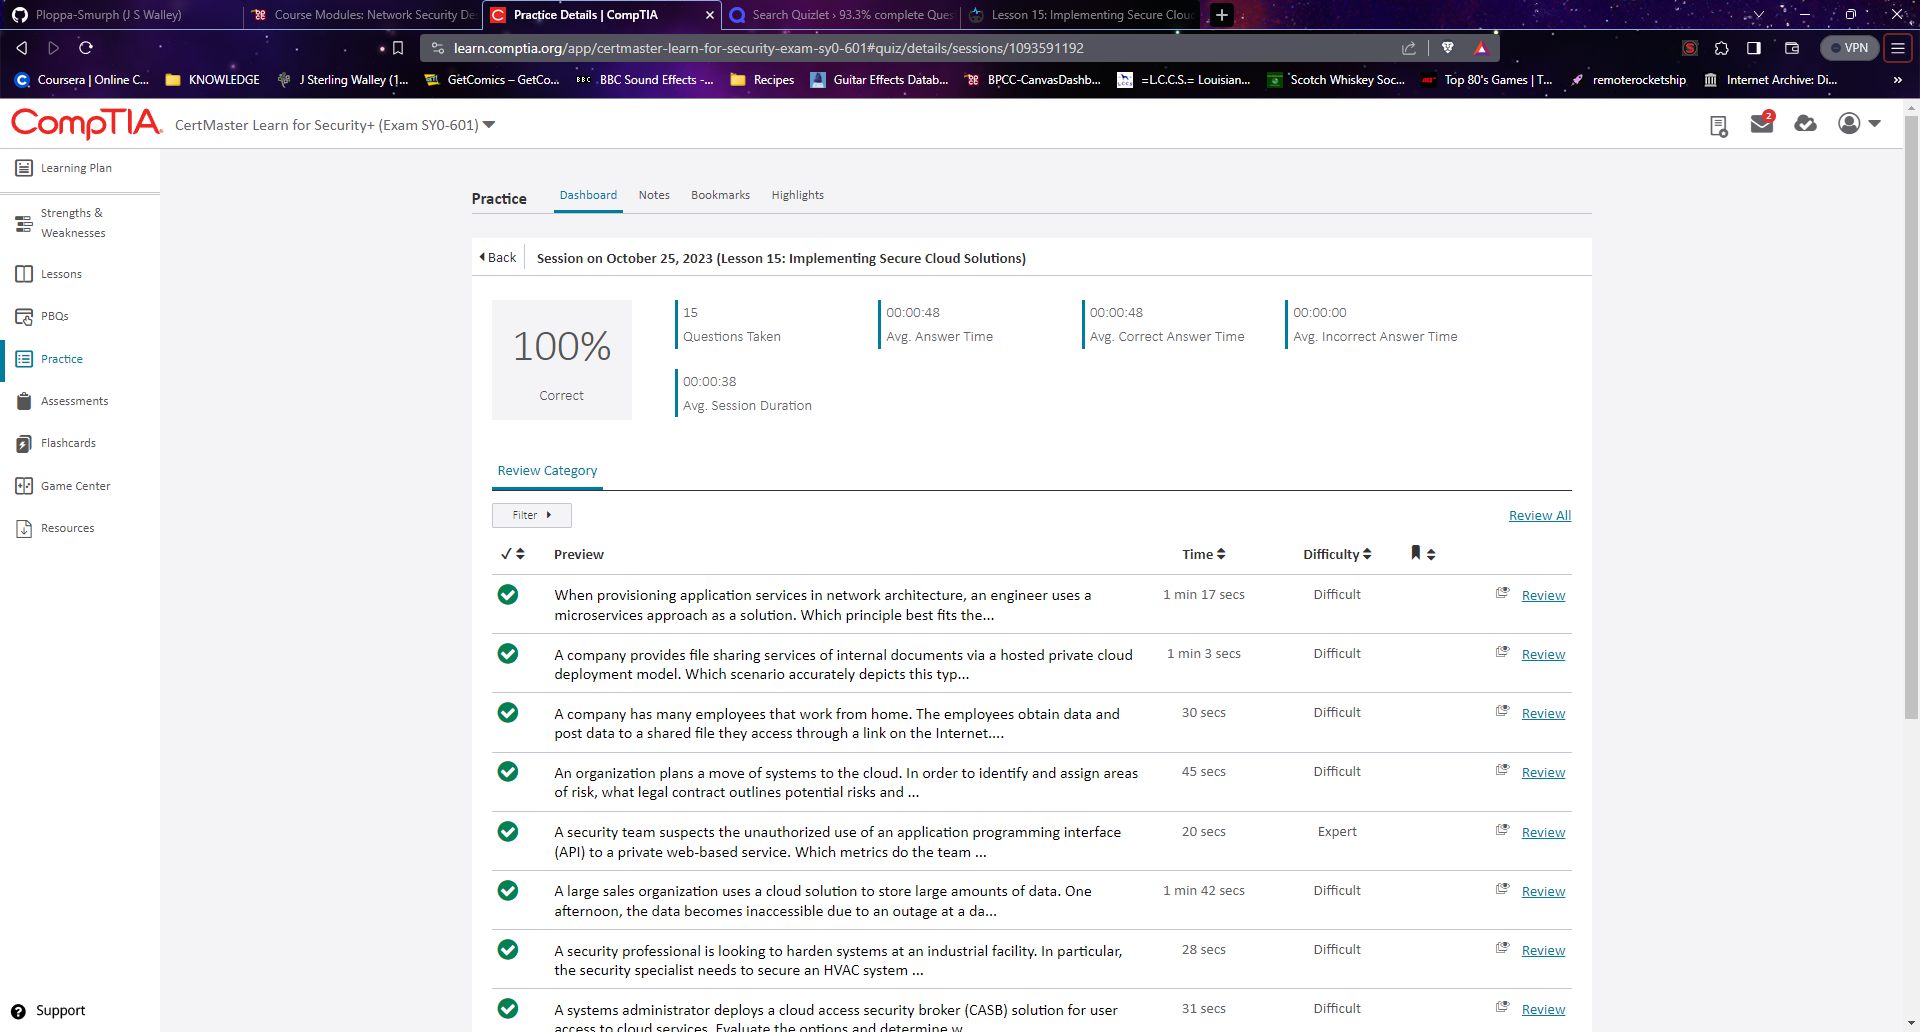 Ploppa-Smurph (J S Walley)
Course Modules: Network Security De
Practice Details | CompTIA
Search Quizlet › 93.3% complete Ques
Lesson 15: Implementing Secure Clou
learn.comptia.org/app/certmaster-learn-for-security-exam-sy0-601#quiz/details/sessions/1093591192
VPN
Coursera | Online C...
KNOWLEDGE
J Sterling Walley (1...
GetComics – GetCo...
BBC BBC Sound Effects -...
Recipes
Guitar Effects Datab...
BPCC-CanvasDashb...
=L.C.C.S.= Louisian...
Scotch Whiskey Soc...
Top 80's Games | T...
remoterocketship
Internet Archive: Di...
CompTIA.
CertMaster Learn for Security+ (Exam SY0-601)
2
Learning Plan
Strengths &
Weaknesses
Lessons
PBQs
Practice
Assessments
Flashcards
Game Center
Resources
Support
Practice
Dashboard
Notes
Bookmarks
Highlights
Back
Session on October 25, 2023 (Lesson 15: Implementing Secure Cloud Solutions)
100%
Correct
15
Questions Taken
00:00:48
Avg. Answer Time
00:00:48
Avg. Correct Answer Time
00:00:00
Avg. Incorrect Answer Time
00:00:38
Avg. Session Duration
Review Category
Filter
Review All
Preview
Time
Difficulty
When provisioning application services in network architecture, an engineer uses a
microservices approach as a solution. Which principle best fits the...
1 min 17 secs
Difficult
Review
A company provides file sharing services of internal documents via a hosted private cloud
deployment model. Which scenario accurately depicts this typ...
1 min 3 secs
Difficult
Review
A company has many employees that work from home. The employees obtain data and
post data to a shared file they access through a link on the Internet....
30 secs
Difficult
Review
An organization plans a move of systems to the cloud. In order to identify and assign areas
of risk, what legal contract outlines potential risks and ...
45 secs
Difficult
Review
A security team suspects the unauthorized use of an application programming interface
(API) to a private web-based service. Which metrics do the team ...
20 secs
Expert
Review
A large sales organization uses a cloud solution to store large amounts of data. One
afternoon, the data becomes inaccessible due to an outage at a da...
1 min 42 secs
Difficult
Review
A security professional is looking to harden systems at an industrial facility. In particular,
the security specialist needs to secure an HVAC system ...
28 secs
Difficult
Review
A systems administrator deploys a cloud access security broker (CASB) solution for user
access to cloud services. Evaluate the options and determine w
31 secs
Difficult
Review